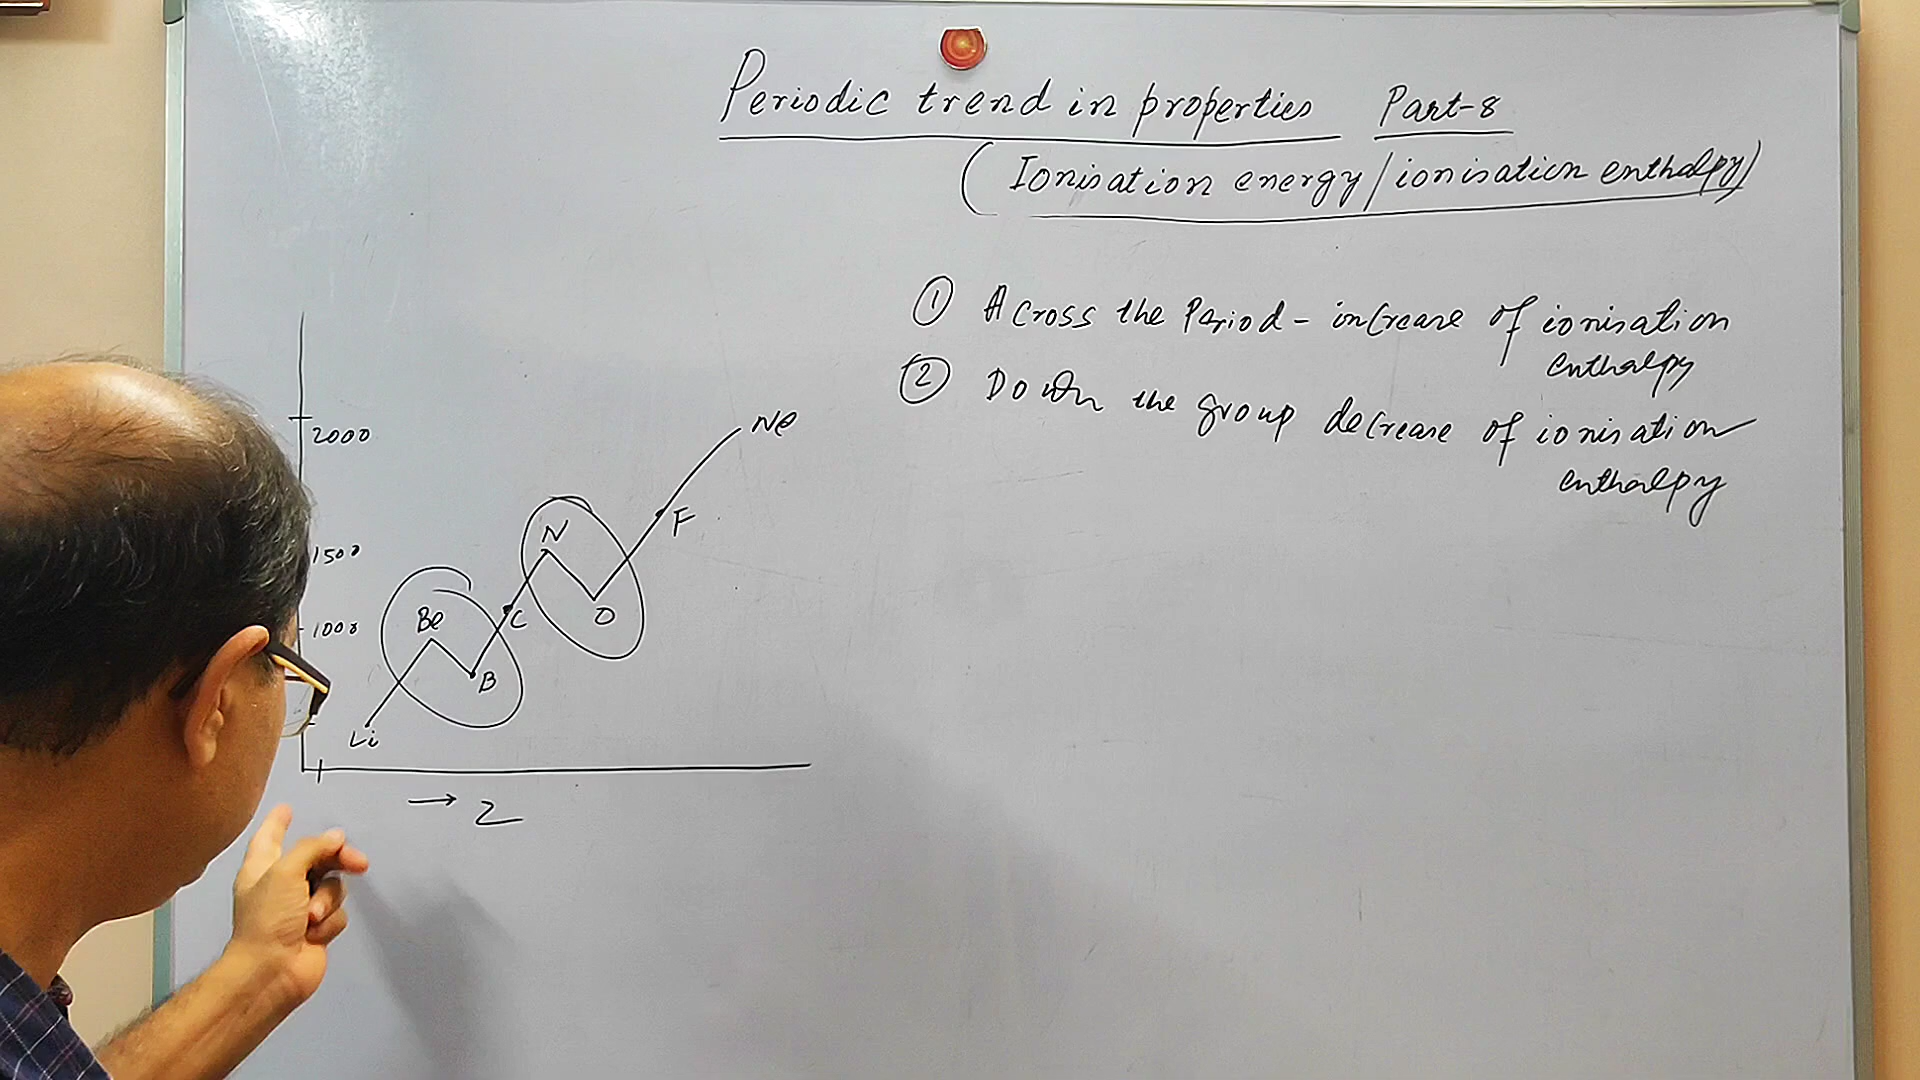 Periodic trend in properties Part-8
(Ionisation energy/ionisation enthalpy)
① Across the Period - increase of ionisation
enthalpy
② Down the group decrease of ionisation
enthalpy
2000
1500
1000
Ne
F
N
O
C
Be
B
Li
→ Z